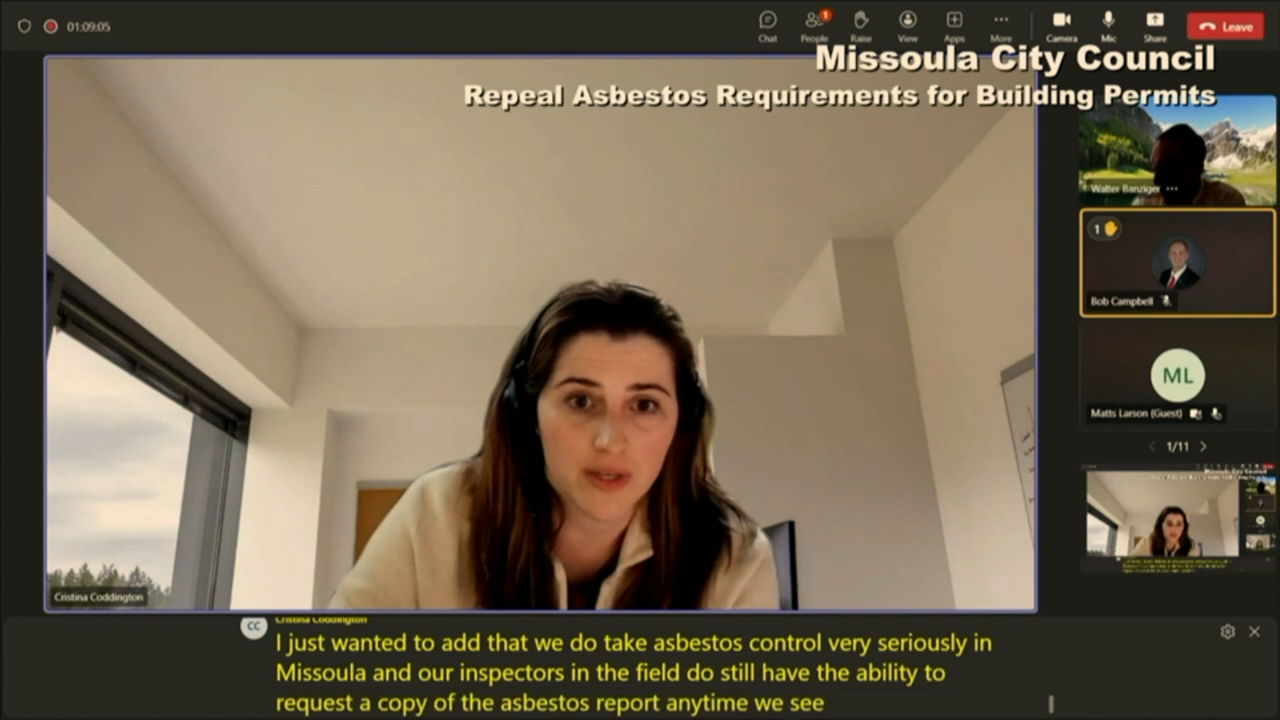 01:09:05
Chat
People
1
Raise
View
Apps
More
Camera
Mic
Share
Leave
Missoula City Council
Repeal Asbestos Requirements for Building Permits
Walter Banziger
1
Bob Campbell
ML
Matts Larson (Guest)
1/11
Cristina Coddington
CC
Cristina Coddington
I just wanted to add that we do take asbestos control very seriously in
Missoula and our inspectors in the field do still have the ability to
request a copy of the asbestos report anytime we see